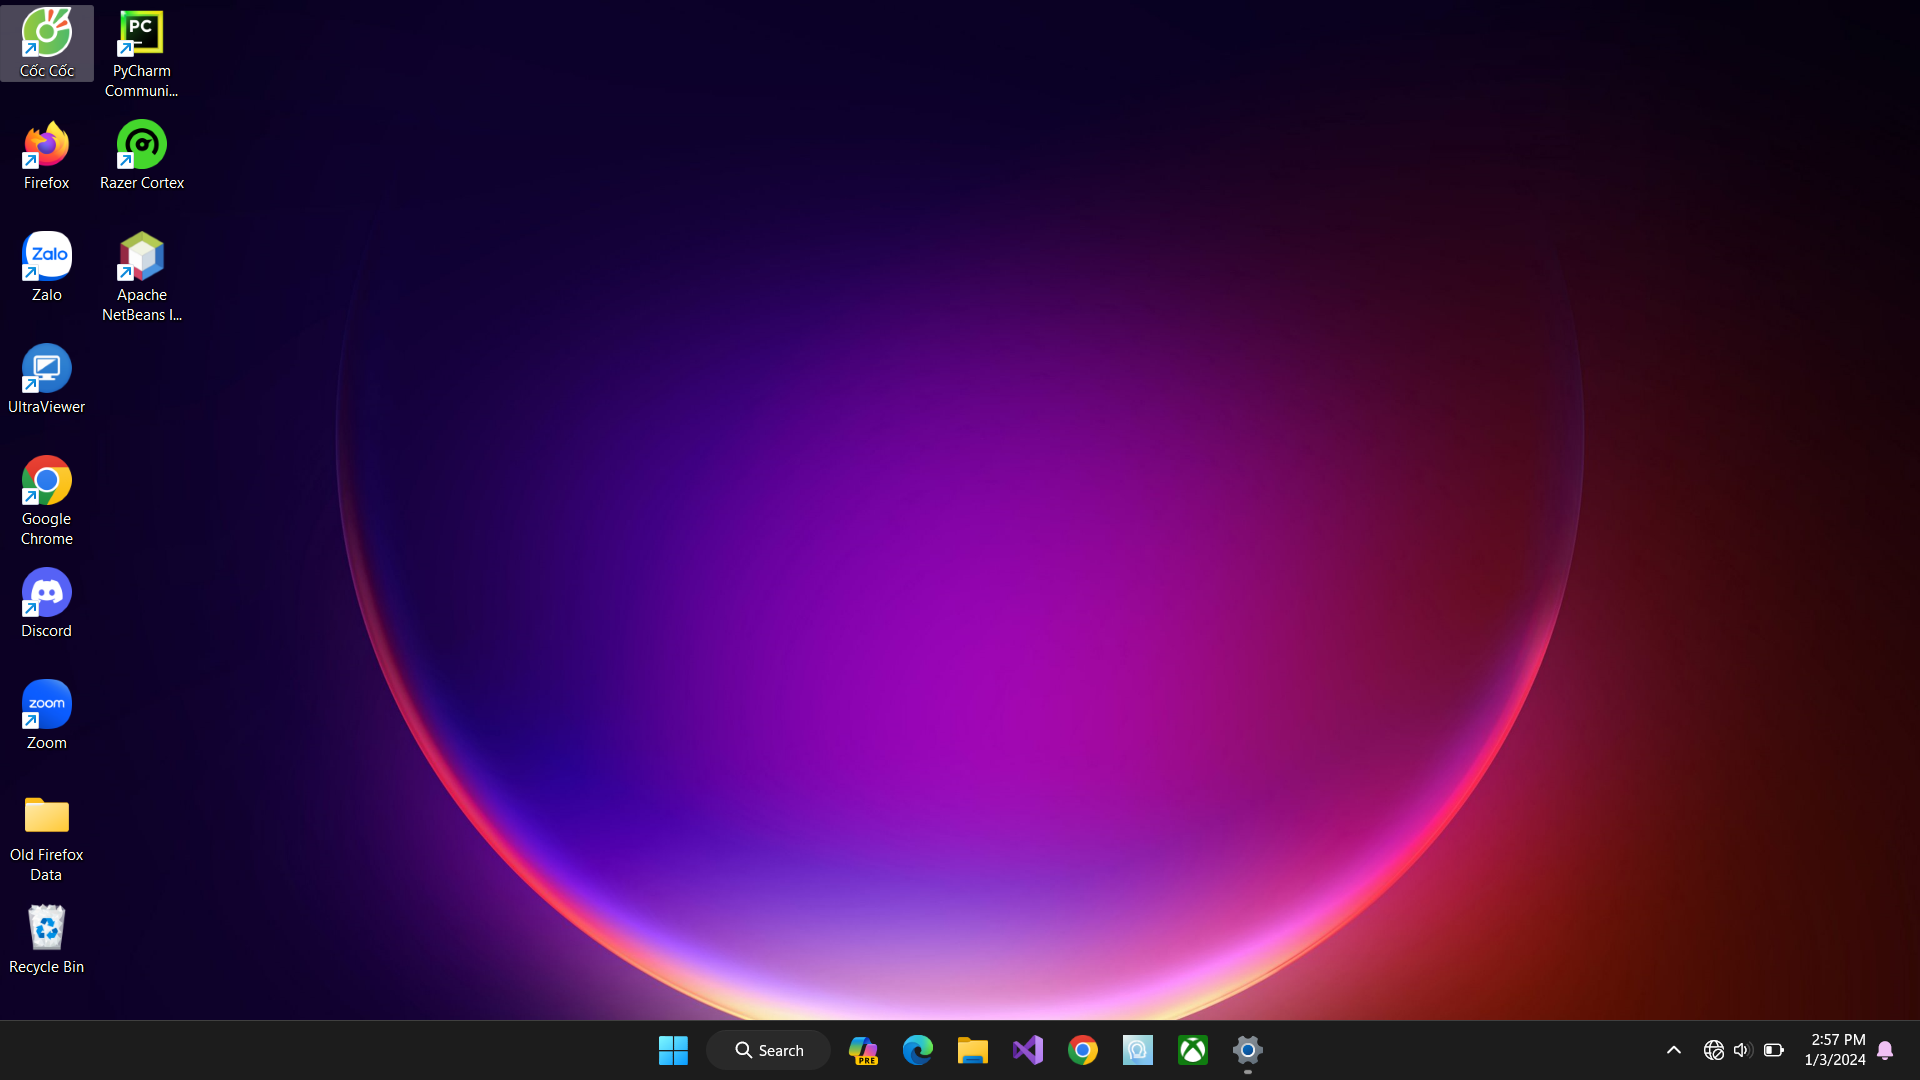 Cốc Cốc
PC
PyCharm
Communi...
Firefox
Razer Cortex
Zalo
Zalo
Apache
NetBeans I...
UltraViewer
Google
Chrome
Discord
zoom
Zoom
Old Firefox
Data
Recycle Bin
Search
PRE
2:57 PM
1/3/2024